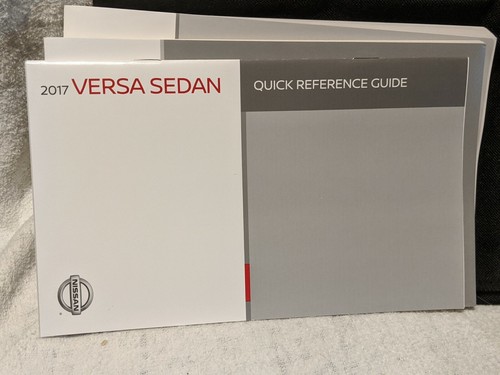 2017 VERSA SEDAN
QUICK REFERENCE GUIDE
NISSAN